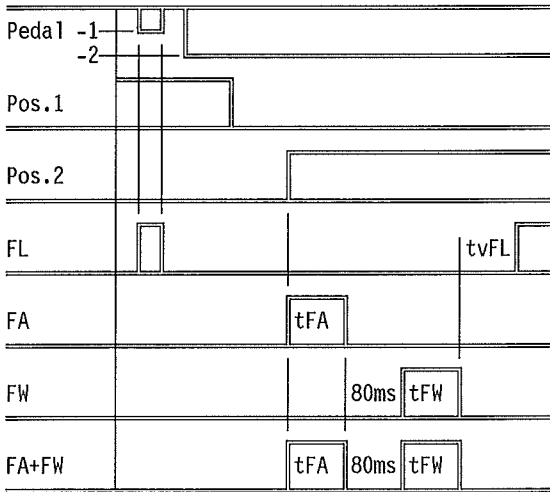 Pedal -1
-2
Pos.1
Pos.2
FL
tvFL
FA
tFA
FW
80ms
tFW
FA+FW
tFA
80ms
tFW